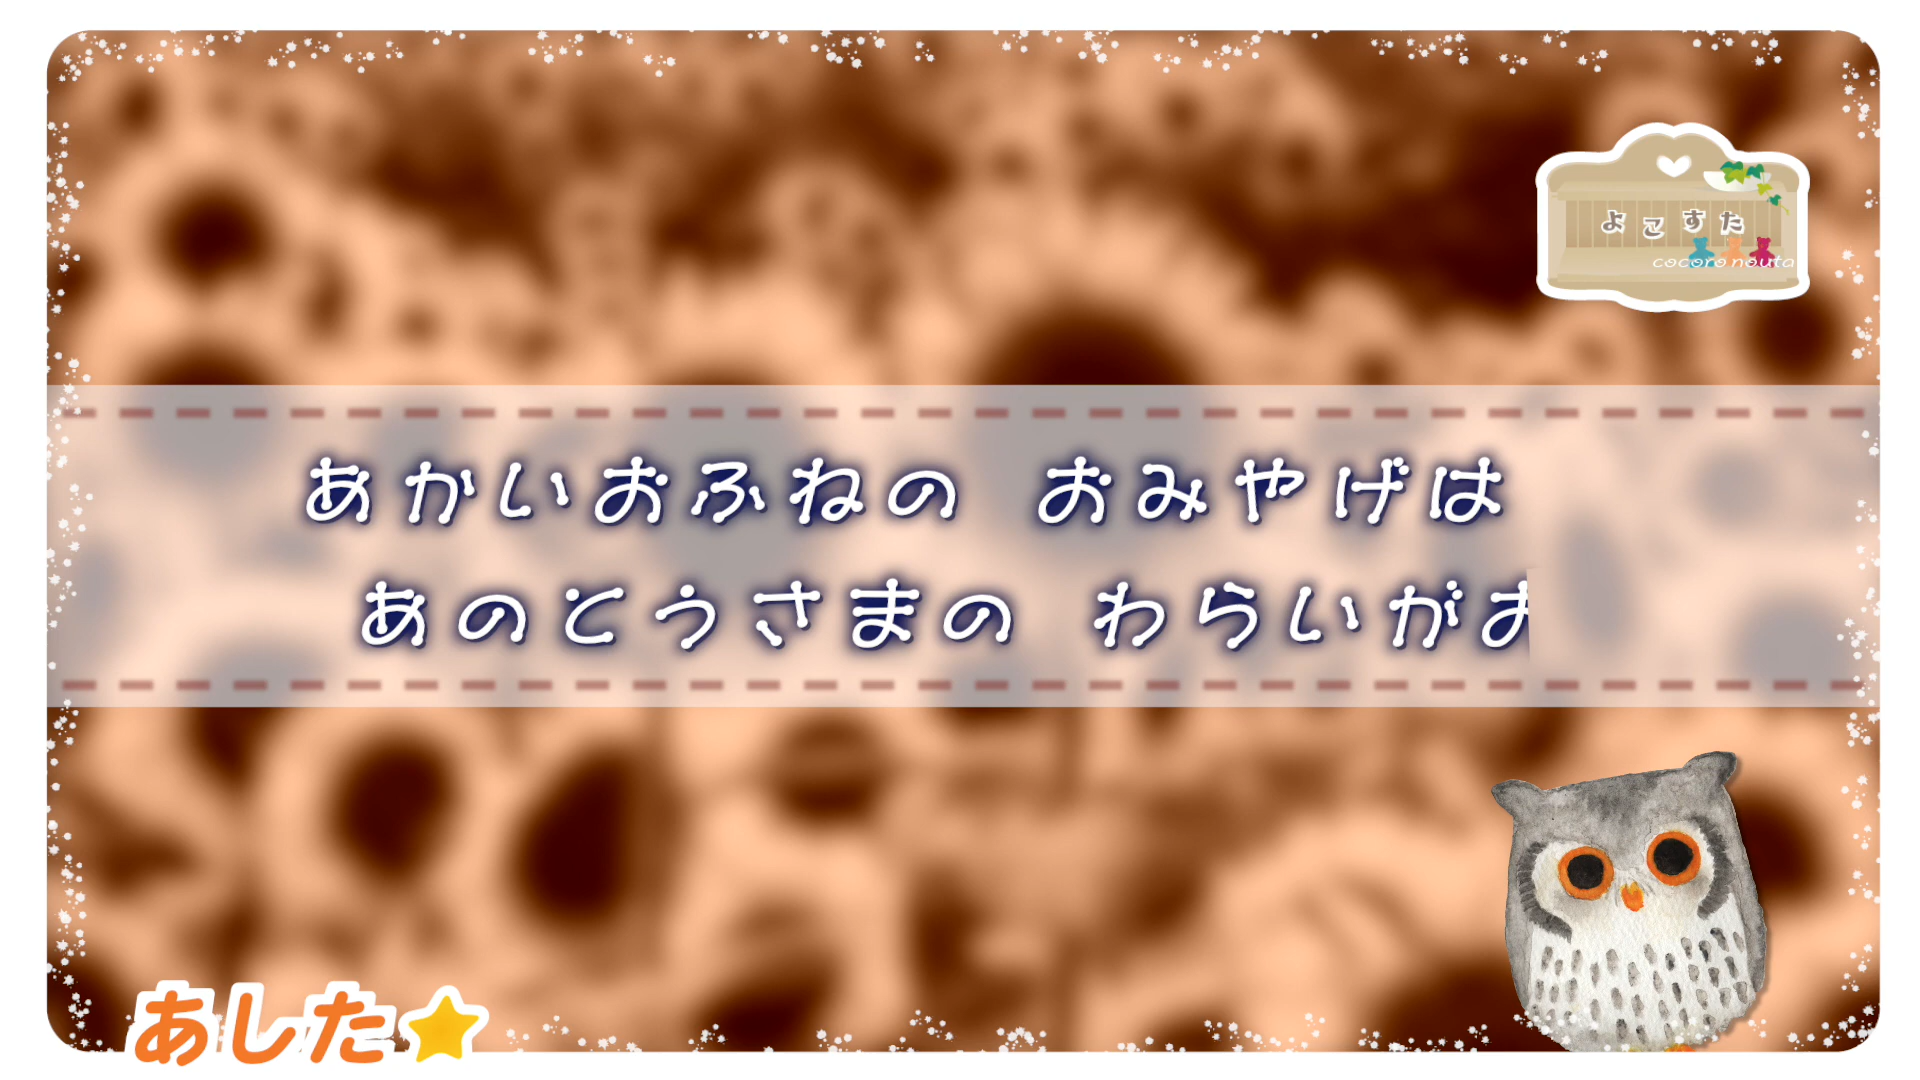 よこすた
cocoro no uta
あかいおふねの おみやげは
あのとうさまの わらいがお
あした